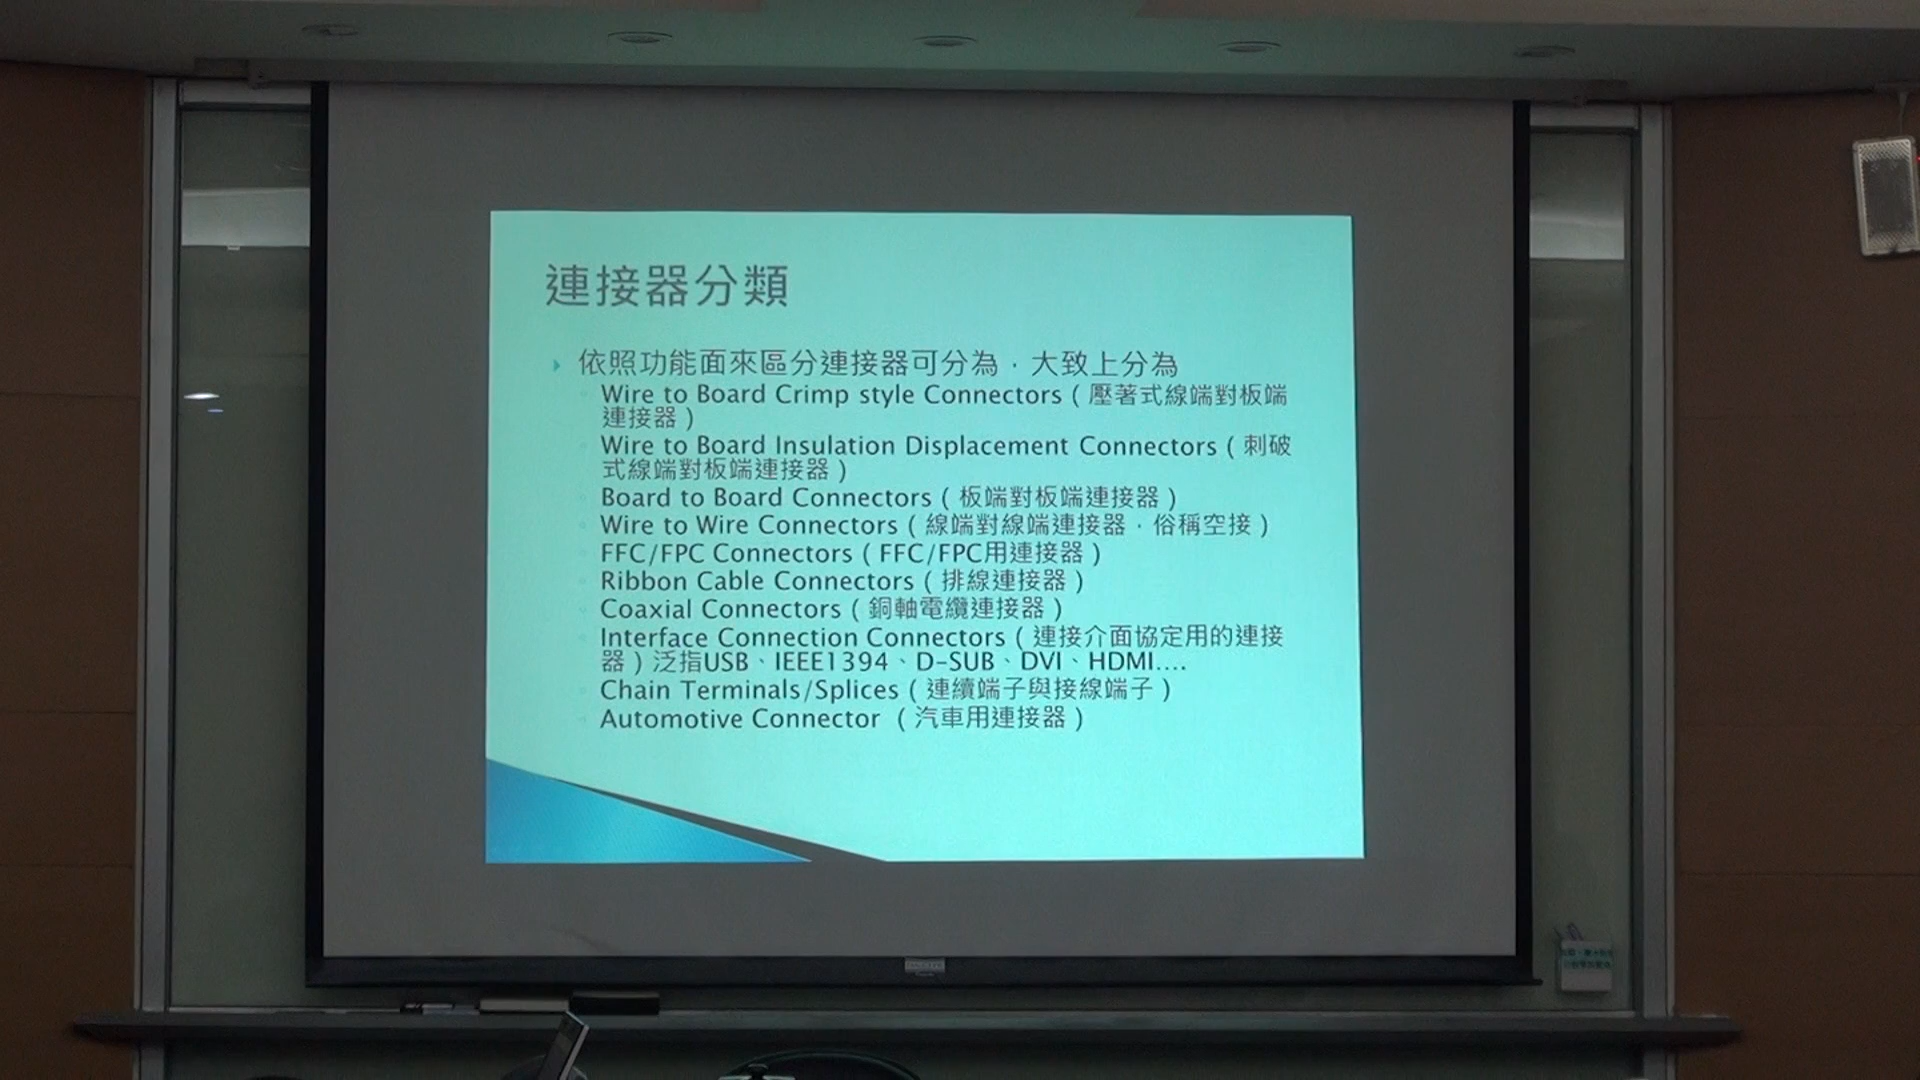 連接器分類
依照功能面來區分連接器可分為，大致上分為
Wire to Board Crimp style Connectors ( 壓著式線端對板端
連接器 )
Wire to Board Insulation Displacement Connectors ( 刺破
式線端對板端連接器 )
Board to Board Connectors ( 板端對板端連接器 )
Wire to Wire Connectors ( 線端對線端連接器，俗稱空接 )
FFC/FPC Connectors ( FFC/FPC用連接器 )
Ribbon Cable Connectors ( 排線連接器 )
Coaxial Connectors ( 銅軸電纜連接器 )
Interface Connection Connectors ( 連接介面協定用的連接
器 ) 泛指USB、IEEE1394、D-SUB、DVI、HDMI....
Chain Terminals/Splices ( 連續端子與接線端子 )
Automotive Connector ( 汽車用連接器 )